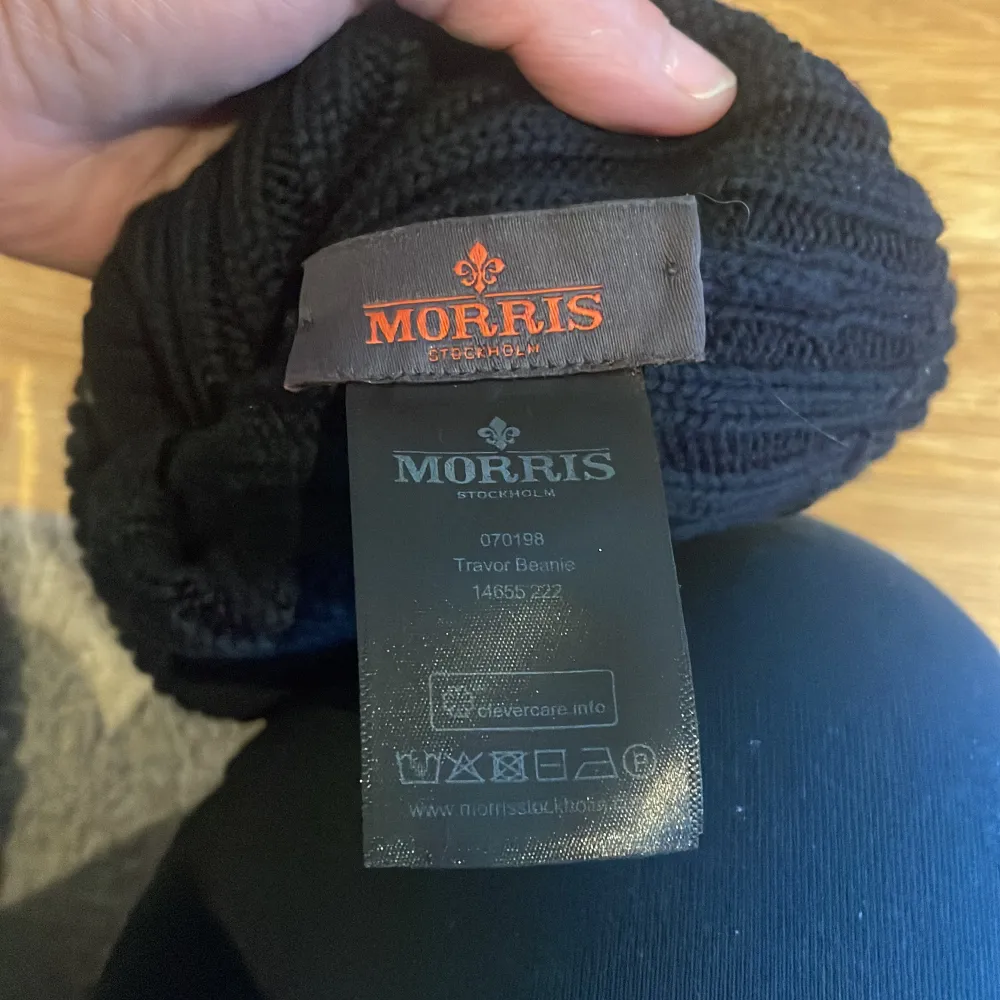 MORRIS
STOCKHOLM
MORRIS
STOCKHOLM
070198
Travor Beanie
14655 222
clevercare.info
P